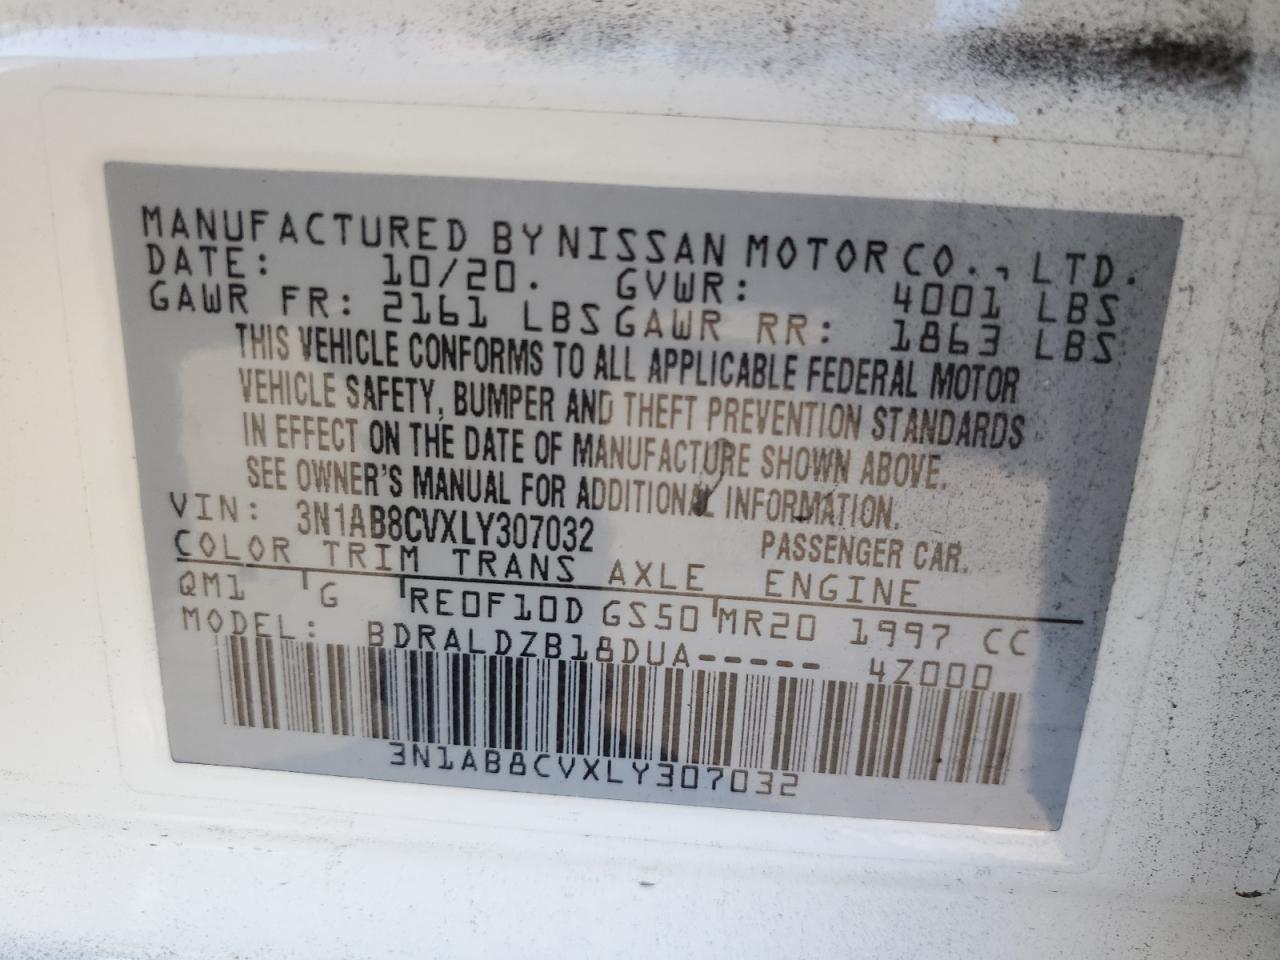 MANUFACTURED BY NISSAN MOTOR CO., LTD.
DATE: 10/20. GVWR: 4001 LBS
GAWR FR: 2161 LBS GAWR RR: 1863 LBS
THIS VEHICLE CONFORMS TO ALL APPLICABLE FEDERAL MOTOR
VEHICLE SAFETY, BUMPER AND THEFT PREVENTION STANDARDS
IN EFFECT ON THE DATE OF MANUFACTURE SHOWN ABOVE.
SEE OWNER'S MANUAL FOR ADDITIONAL INFORMATION.
VIN: 3N1AB8CVXLY307032 PASSENGER CAR.
COLOR TRIM TRANS AXLE ENGINE
QM1 G RE0F10D GS50 MR20 1997 CC
MODEL: BDRALDZB18DUA----- 4Z000
3N1AB8CVXLY307032